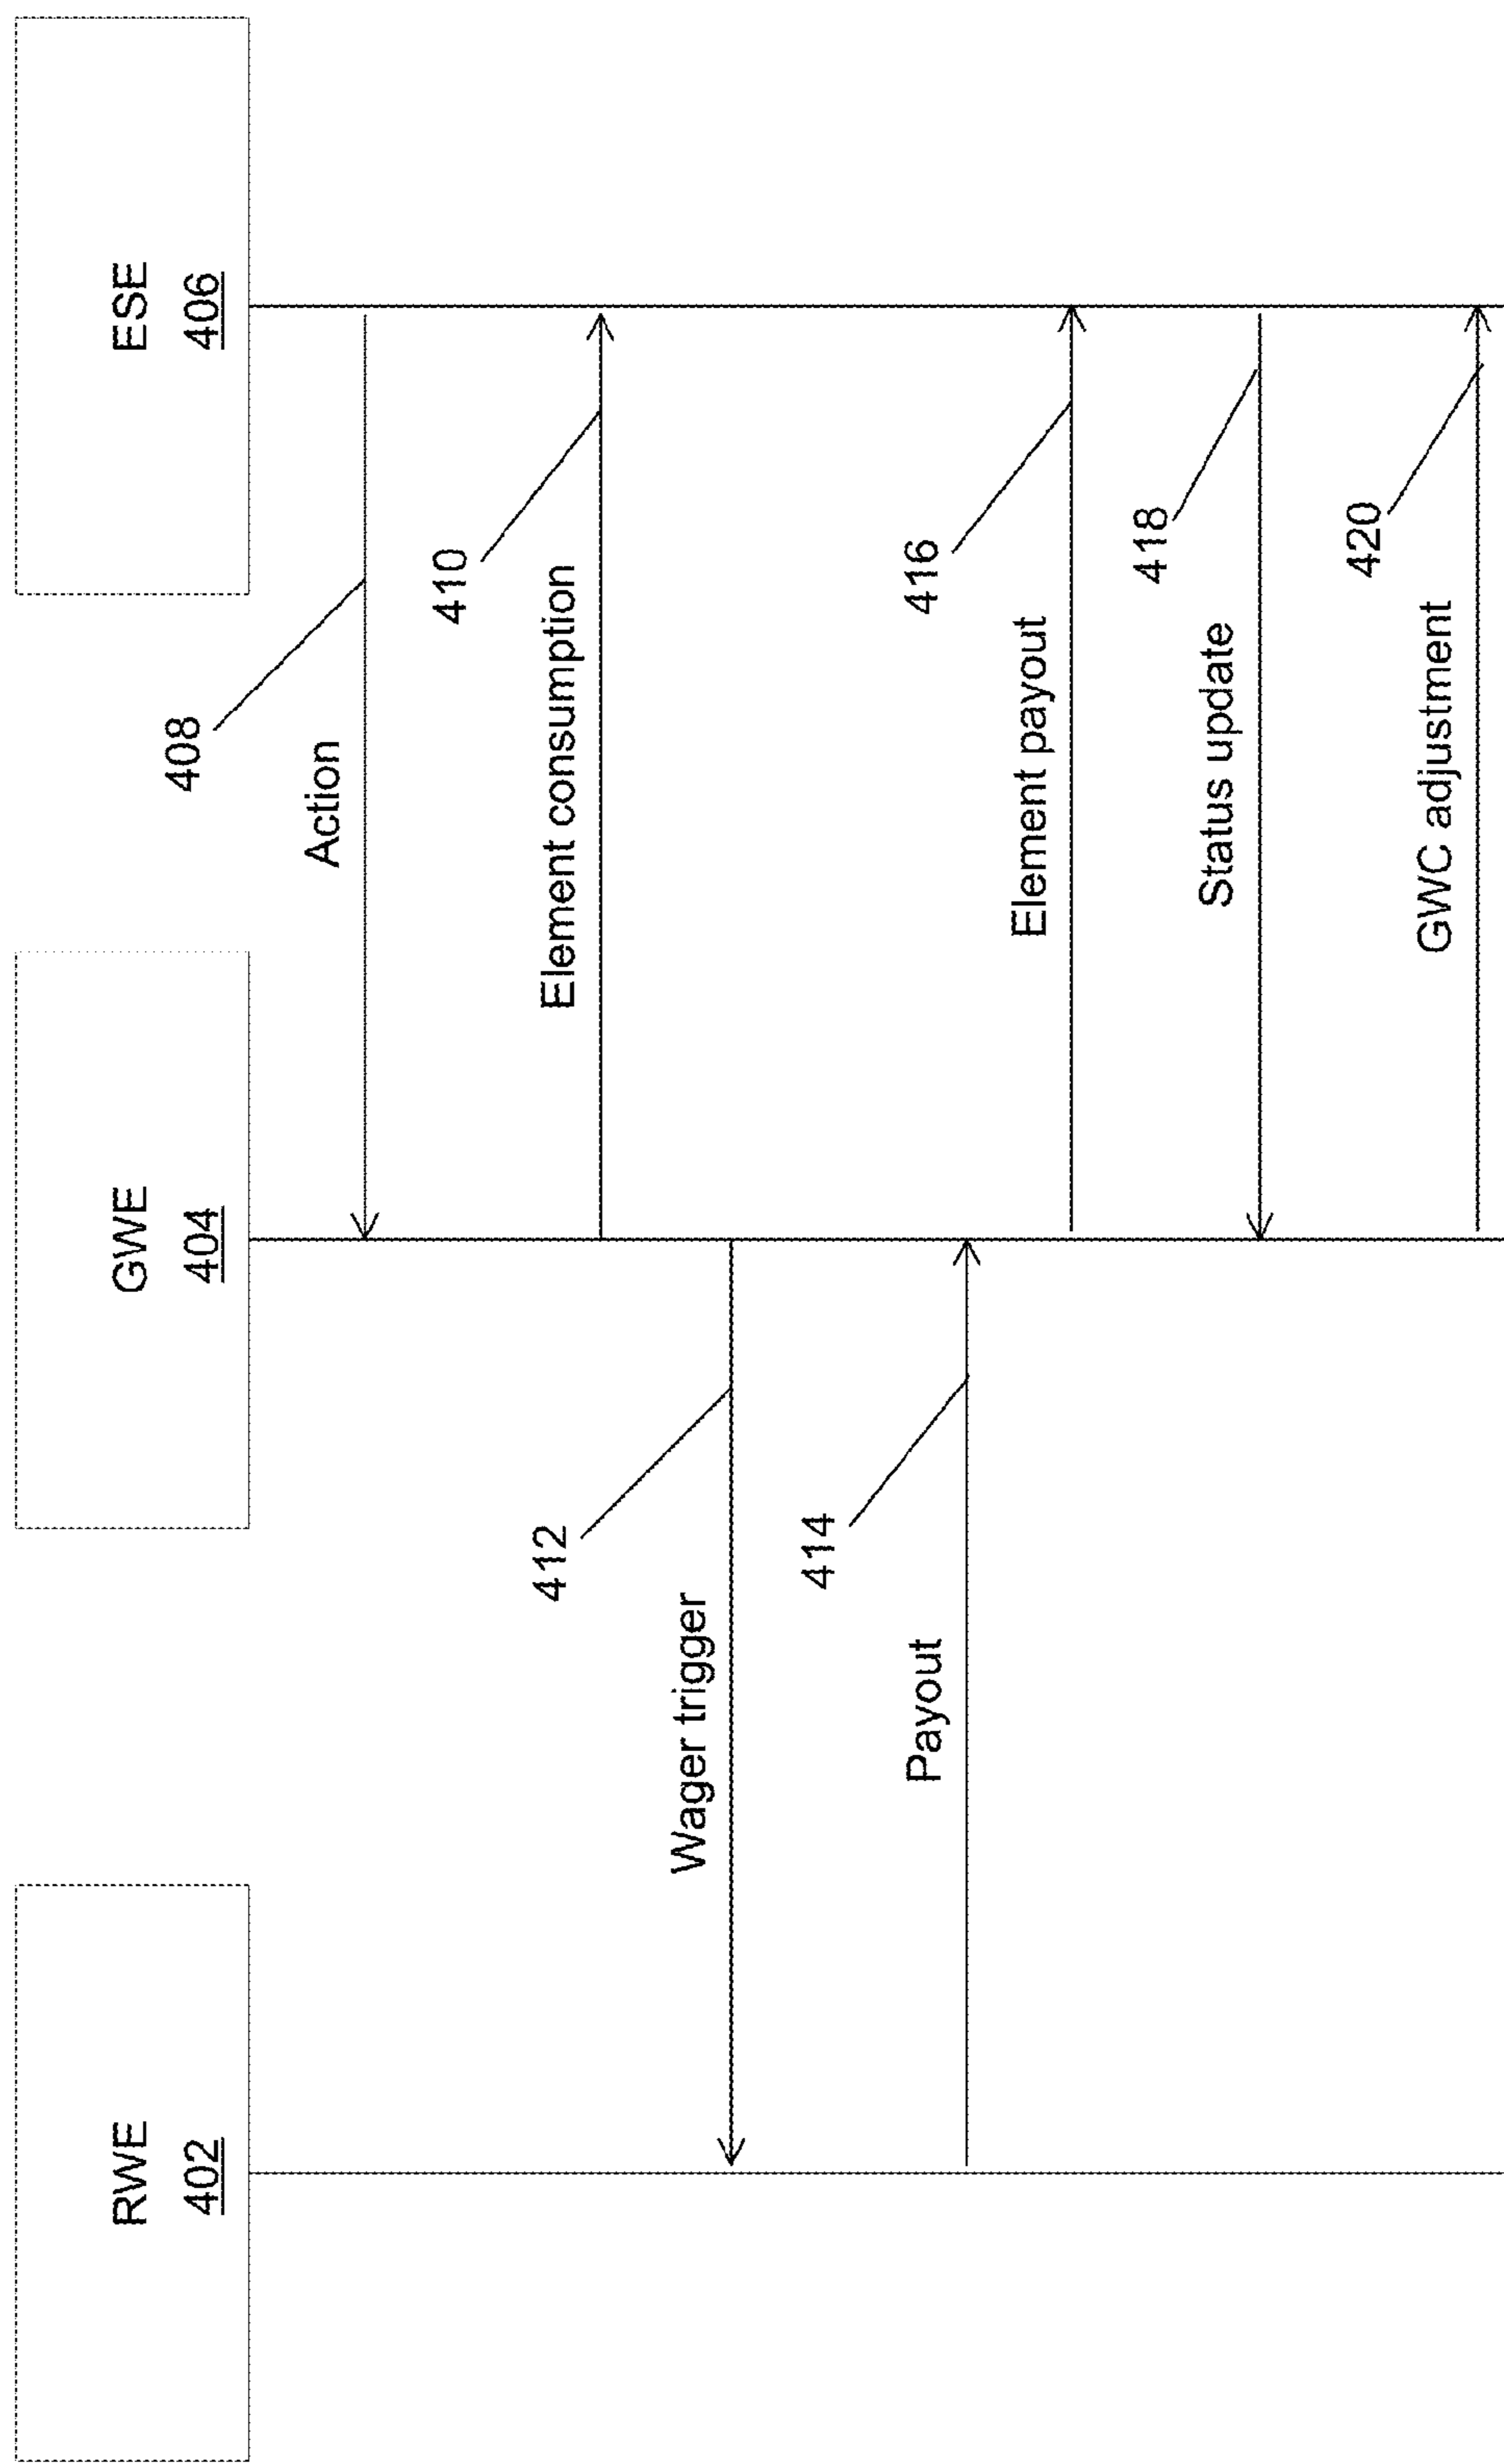 RWE
402
GWE
404
ESE
406
408
Action
410
Element consumption
412
Wager trigger
414
Payout
416
Element payout
418
Status update
420
GWC adjustment